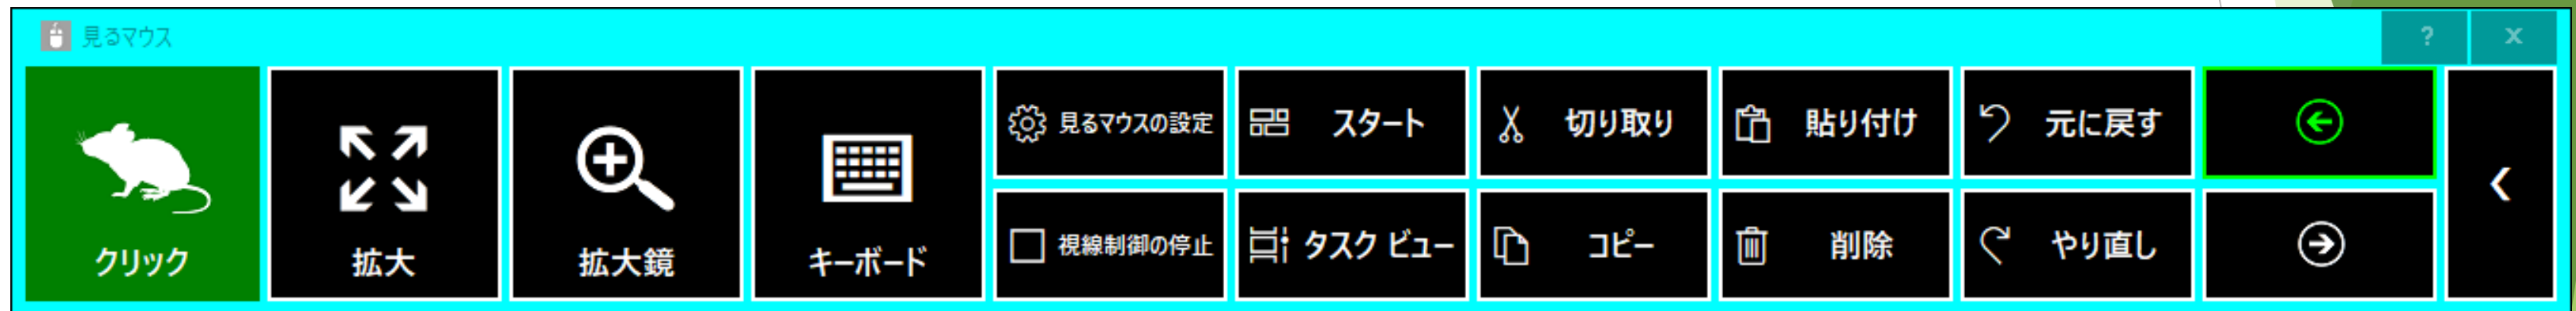 見るマウス
? x
クリック
拡大
拡大鏡
キーボード
見るマウスの設定
視線制御の停止
スタート
タスク ビュー
切り取り
コピー
貼り付け
削除
元に戻す
やり直し